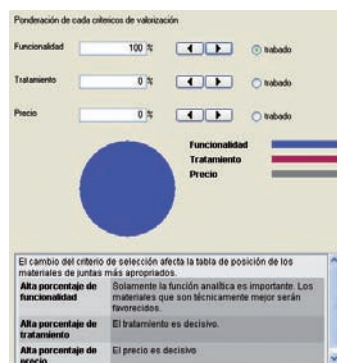 Ponderación de cada critericos de valorización
Funcionalidad 100 % trabado
Tratamiento 0 % trabado
Precio 0 % trabado
Funcionalidad
Tratamiento
Precio
El cambio del criterio de selección afecta la tabla de posición de los
materiales de juntas más apropriados.
Alta porcentaje de Solamente la función analítica es importante. Los
funcionalidad materiales que son técnicamente mejor serán
favorecidos.
Alta porcentaje de El tratamiento es decisivo.
tratamiento
Alta porcentaje de El precio es decisivo
precio